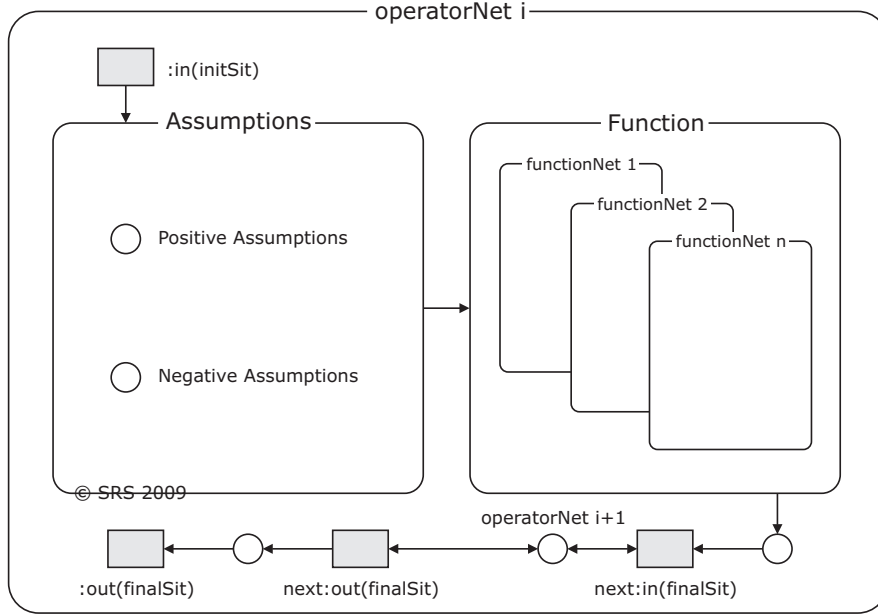 operatorNet i
:in(initSit)
Assumptions
Positive Assumptions
Negative Assumptions
Function
functionNet 1
functionNet 2
functionNet n
© SRS 2009
operatorNet i+1
:out(finalSit)
next:out(finalSit)
next:in(finalSit)